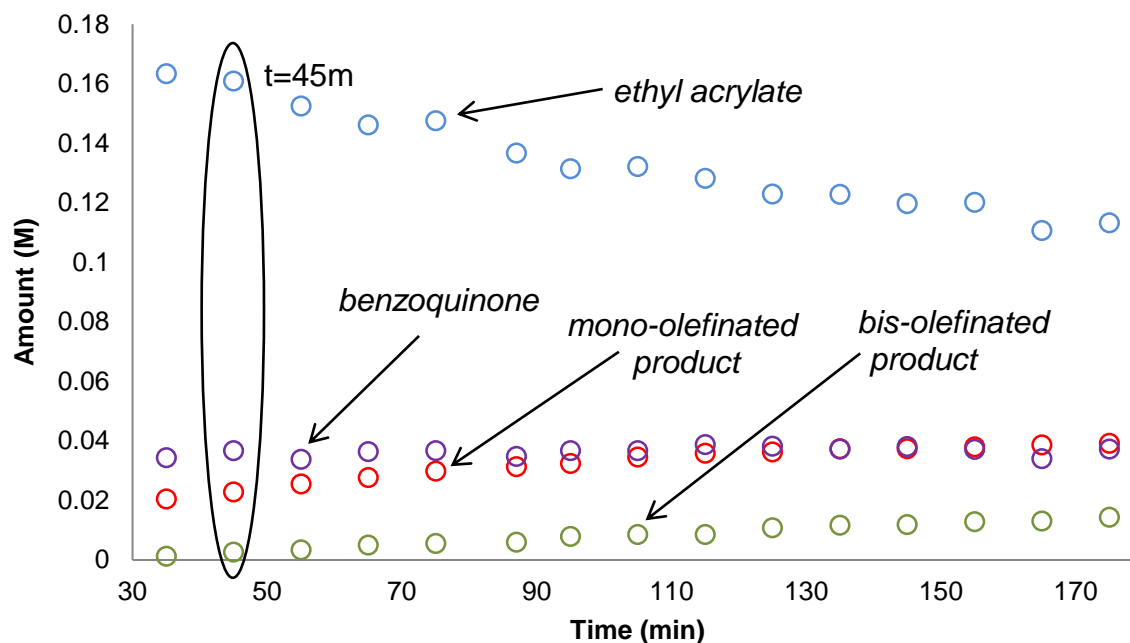 0.18
0.16
0.14
0.12
0.1
0.08
0.06
0.04
0.02
0
Amount (M)
t=45m
ethyl acrylate
benzoquinone
mono-olefinated
product
bis-olefinated
product
30
50
70
90
110
130
150
170
Time (min)